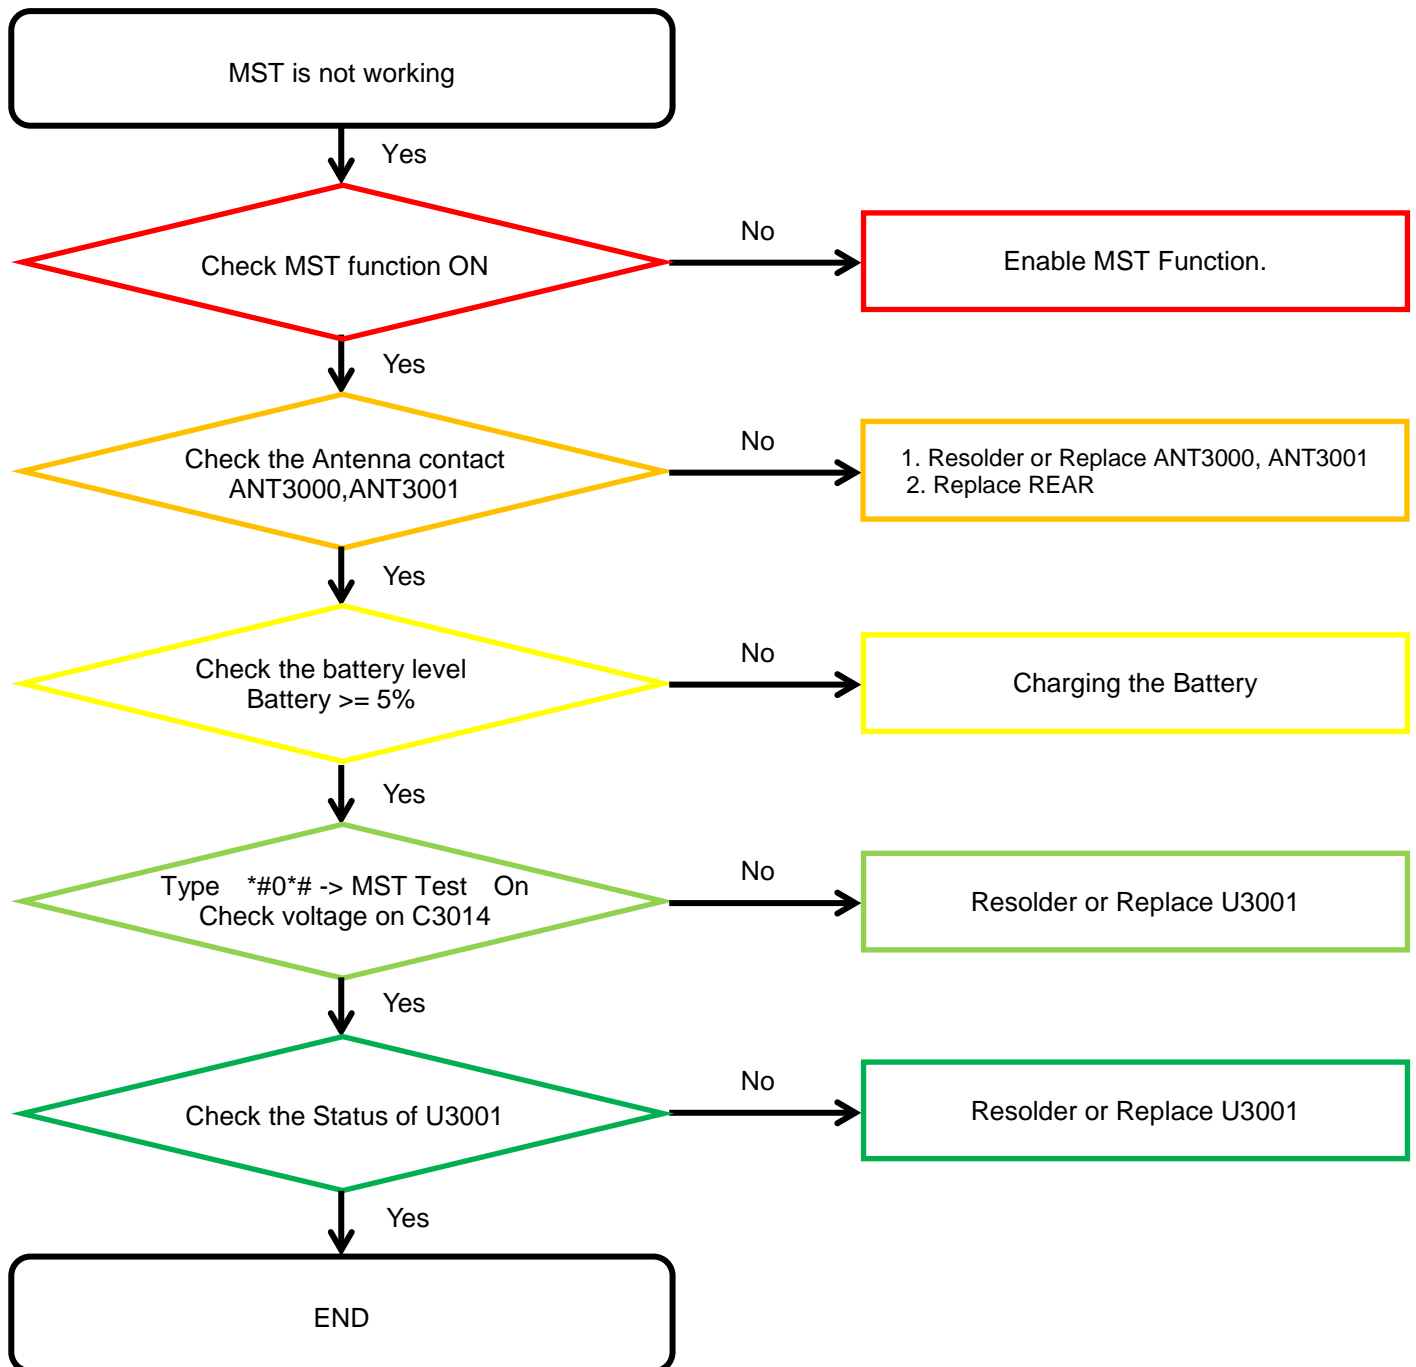 MST is not working
Yes
Check MST function ON
No
Enable MST Function.
Yes
Check the Antenna contact
ANT3000,ANT3001
No
1. Resolder or Replace ANT3000, ANT3001
2. Replace REAR
Yes
Check the battery level
Battery >= 5%
No
Charging the Battery
Yes
Type *#0*# -> MST Test On
Check voltage on C3014
No
Resolder or Replace U3001
Yes
Check the Status of U3001
No
Resolder or Replace U3001
Yes
END